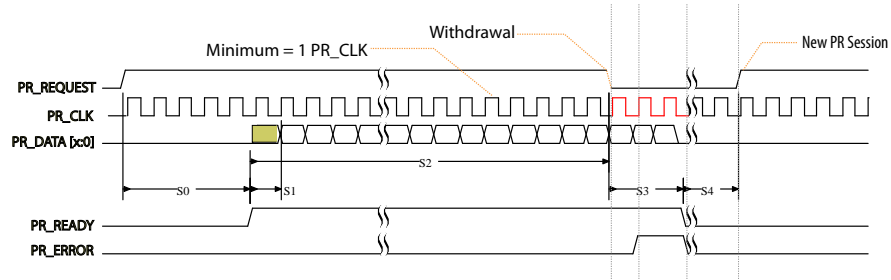 Withdrawal
New PR Session
Minimum = 1 PR_CLK
PR_REQUEST
PR_CLK
PR_DATA [x:0]
S2
S0
S1
S3
S4
PR_READY
PR_ERROR